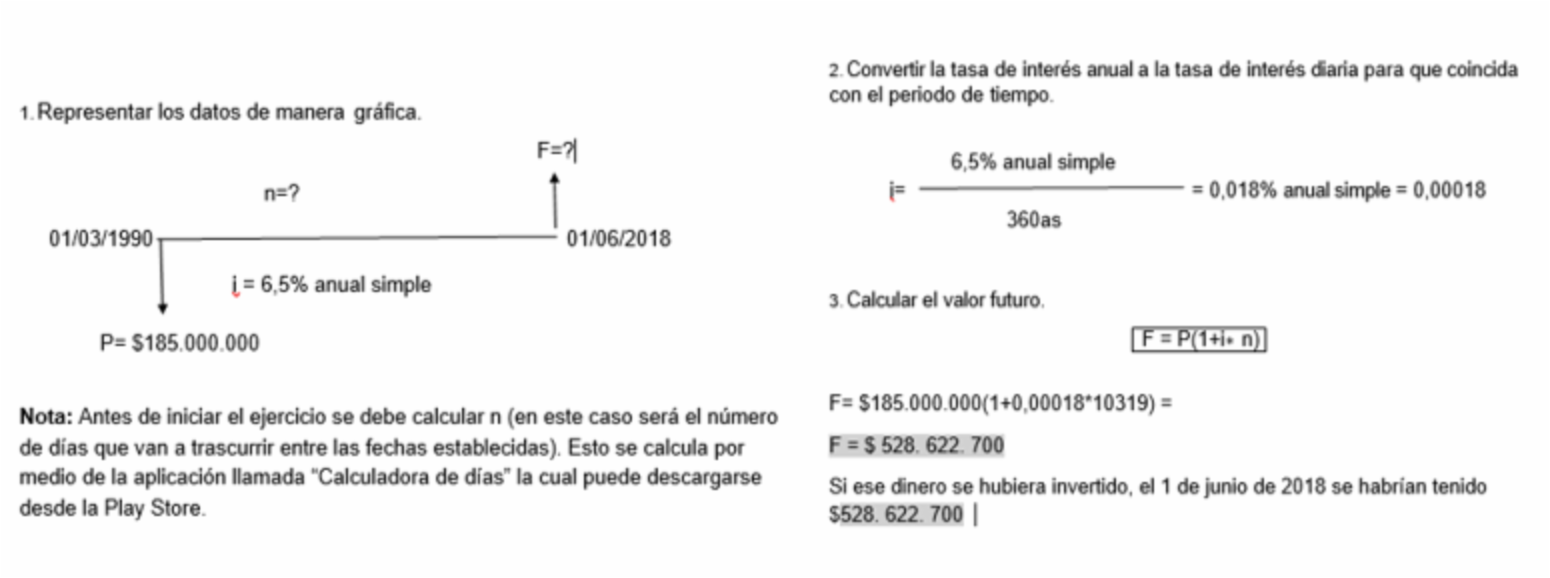 1. Representar los datos de manera gráfica.
F=?
n=?
01/03/1990
01/06/2018
i = 6,5% anual simple
P= $185.000.000
Nota: Antes de iniciar el ejercicio se debe calcular n (en este caso será el número
de días que van a trascurrir entre las fechas establecidas). Esto se calcula por
medio de la aplicación llamada “Calculadora de días” la cual puede descargarse
desde la Play Store.
2. Convertir la tasa de interés anual a la tasa de interés diaria para que coincida
con el periodo de tiempo.
6,5% anual simple
i= = 0,018% anual simple = 0,00018
360as
3. Calcular el valor futuro.
F = P(1+i* n)
F= $185.000.000(1+0,00018*10319) =
F = $ 528. 622. 700
Si ese dinero se hubiera invertido, el 1 de junio de 2018 se habrían tenido
$528. 622. 700